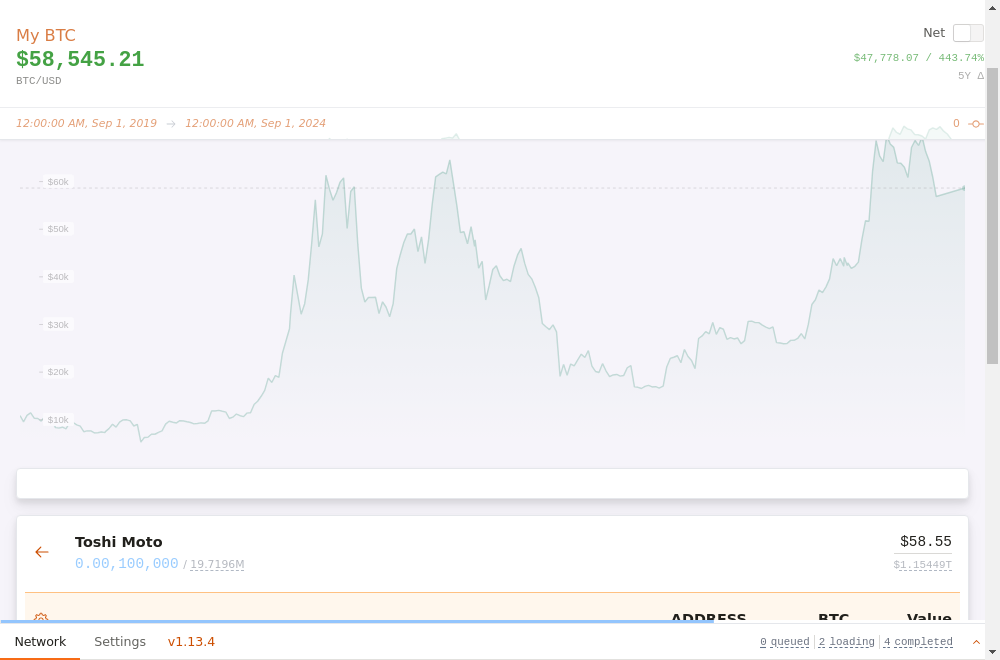 My BTC
Net
$58,545.21
$47,778.07 / 443.74%
BTC/USD
5Y Δ
12:00:00 AM, Sep 1, 2019 → 12:00:00 AM, Sep 1, 2024
0
$60k
$50k
$40k
$30k
$20k
$10k
Toshi Moto
$58.55
0.00,100,000 / 19.7196M
$1.15449T
ADDRESS BTC Value
Network Settings v1.13.4
0 queued 2 loading 4 completed